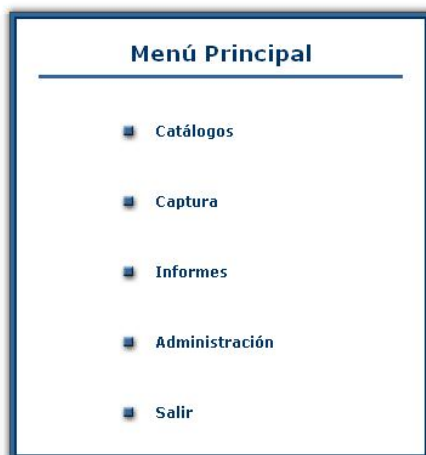 Menú Principal
Catálogos
Captura
Informes
Administración
Salir